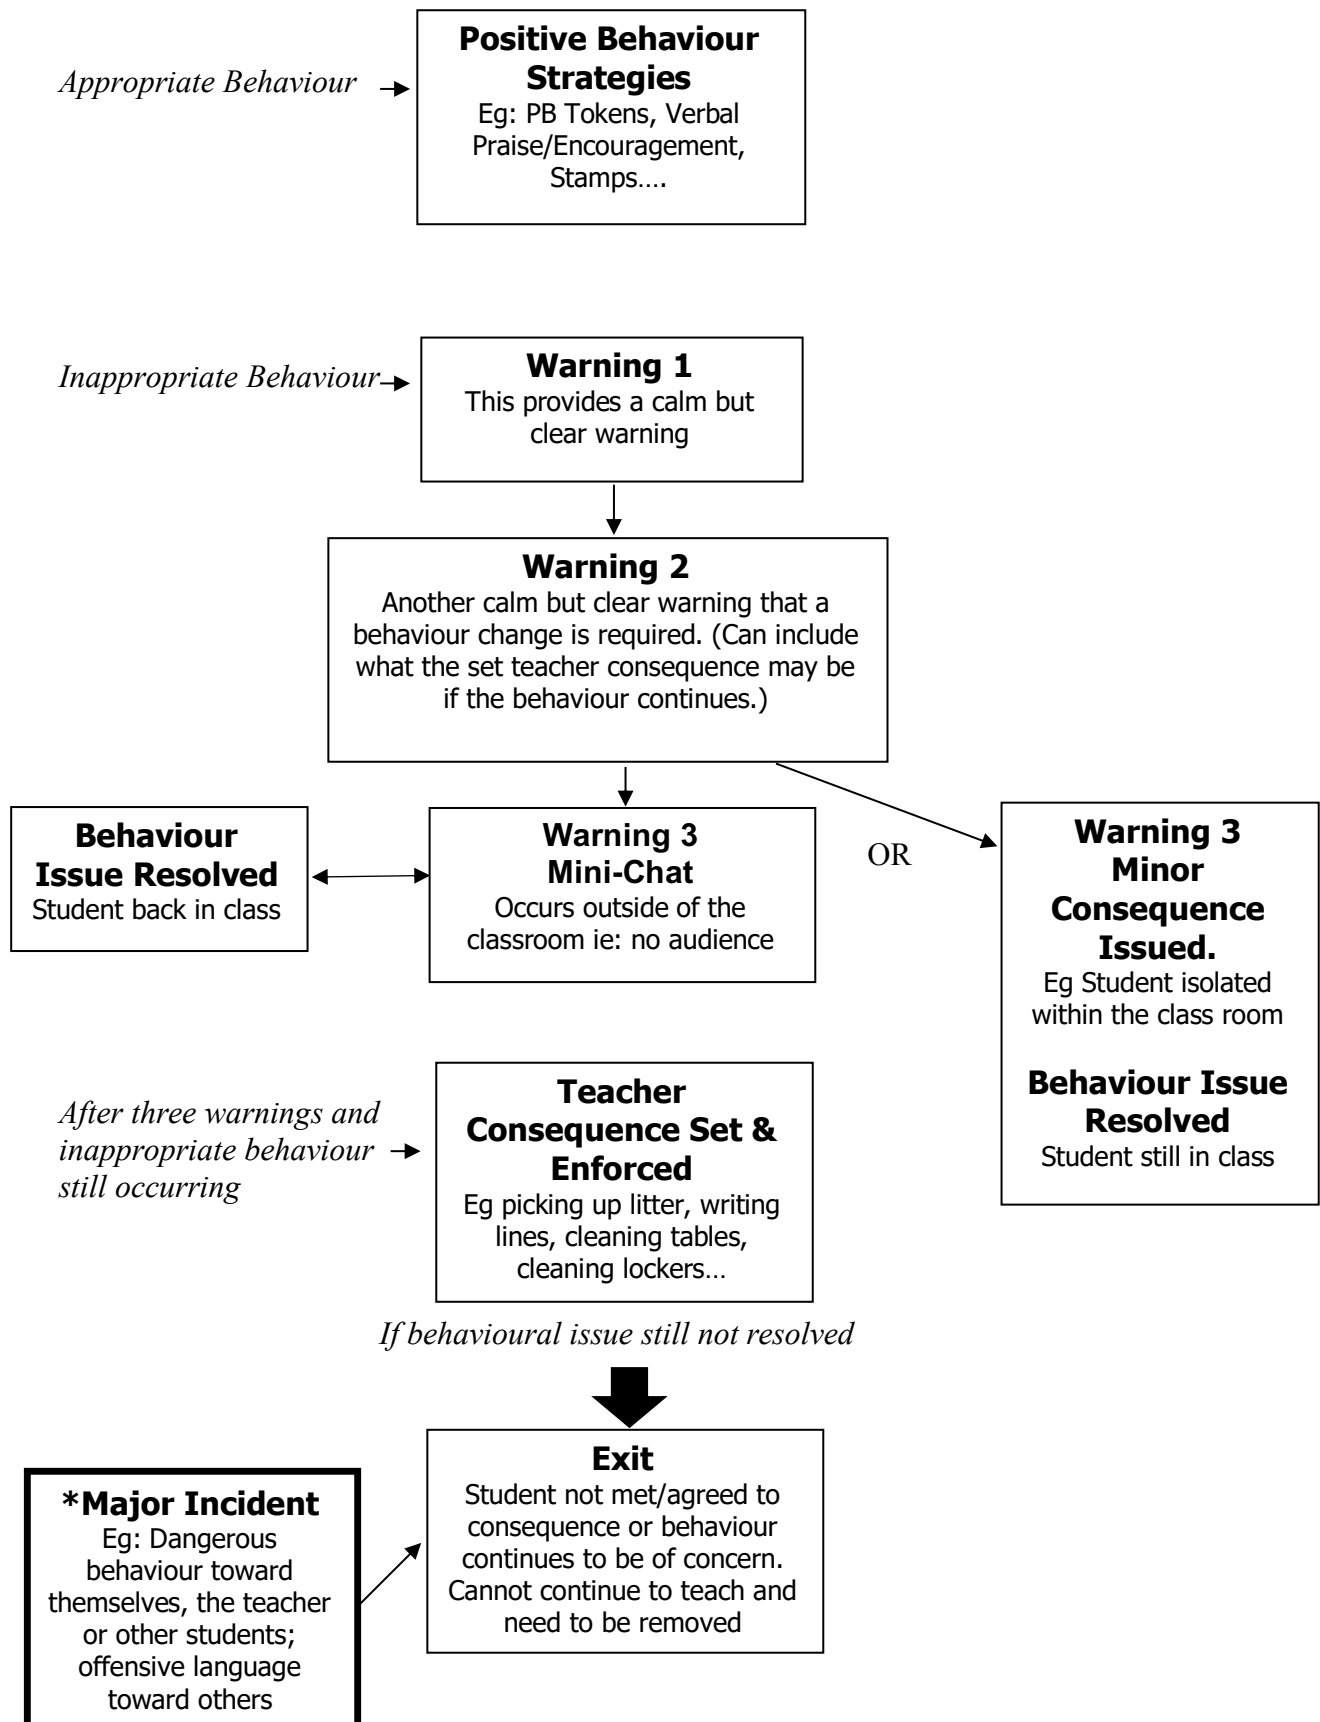 Positive Behaviour
Strategies
Appropriate Behaviour
Eg: PB Tokens, Verbal
Praise/Encouragement,
Stamps….
Inappropriate Behaviour
Warning 1
This provides a calm but
clear warning
Warning 2
Another calm but clear warning that a
behaviour change is required. (Can include
what the set teacher consequence may be
if the behaviour continues.)
Behaviour
Issue Resolved
Student back in class
Warning 3
Mini-Chat
Occurs outside of the
classroom ie: no audience
OR
Warning 3
Minor
Consequence
Issued.
Eg Student isolated
within the class room
Behaviour Issue
Resolved
Student still in class
After three warnings and
inappropriate behaviour
still occurring
Teacher
Consequence Set &
Enforced
Eg picking up litter, writing
lines, cleaning tables,
cleaning lockers…
If behavioural issue still not resolved
Exit
Student not met/agreed to
consequence or behaviour
continues to be of concern.
Cannot continue to teach and
need to be removed
*Major Incident
Eg: Dangerous
behaviour toward
themselves, the teacher
or other students;
offensive language
toward others